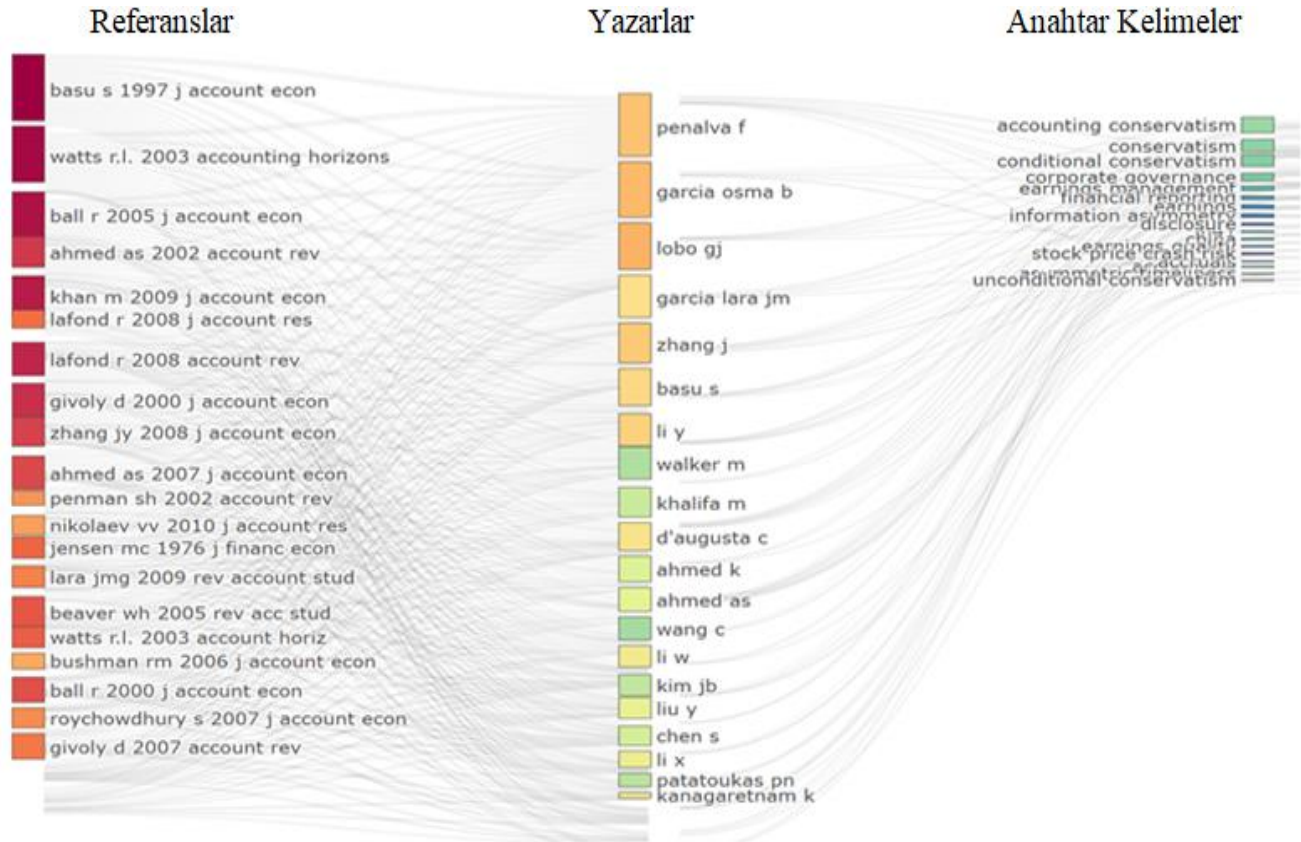 Referanslar
Yazarlar
Anahtar Kelimeler
basu s 1997 j account econ
watts r.l. 2003 accounting horizons
ball r 2005 j account econ
ahmed as 2002 account rev
khan m 2009 j account econ
lafond r 2008 j account res
lafond r 2008 account rev
givoly d 2000 j account econ
zhang jy 2008 j account econ
ahmed as 2007 j account econ
penman sh 2002 account rev
nikolaev vv 2010 j account res
jensen mc 1976 j financ econ
lara jmg 2009 rev account stud
beaver wh 2005 rev acc stud
watts r.l. 2003 account horiz
bushman rm 2006 j account econ
ball r 2000 j account econ
roychowdhury s 2007 j account econ
givoly d 2007 account rev
penalva f
garcia osma b
lobo gj
garcia lara jm
zhang j
basu s
li y
walker m
khalifa m
d'augusta c
ahmed k
ahmed as
wang c
li w
kim jb
liu y
chen s
li x
patatoukas pn
kanagaretnam k
accounting conservatism
conservatism
conditional conservatism
corporate governance
earnings management
financial reporting
earnings
information asymmetry
disclosure
china
earnings quality
stock price crash risk
accruals
asymmetric timeliness
unconditional conservatism